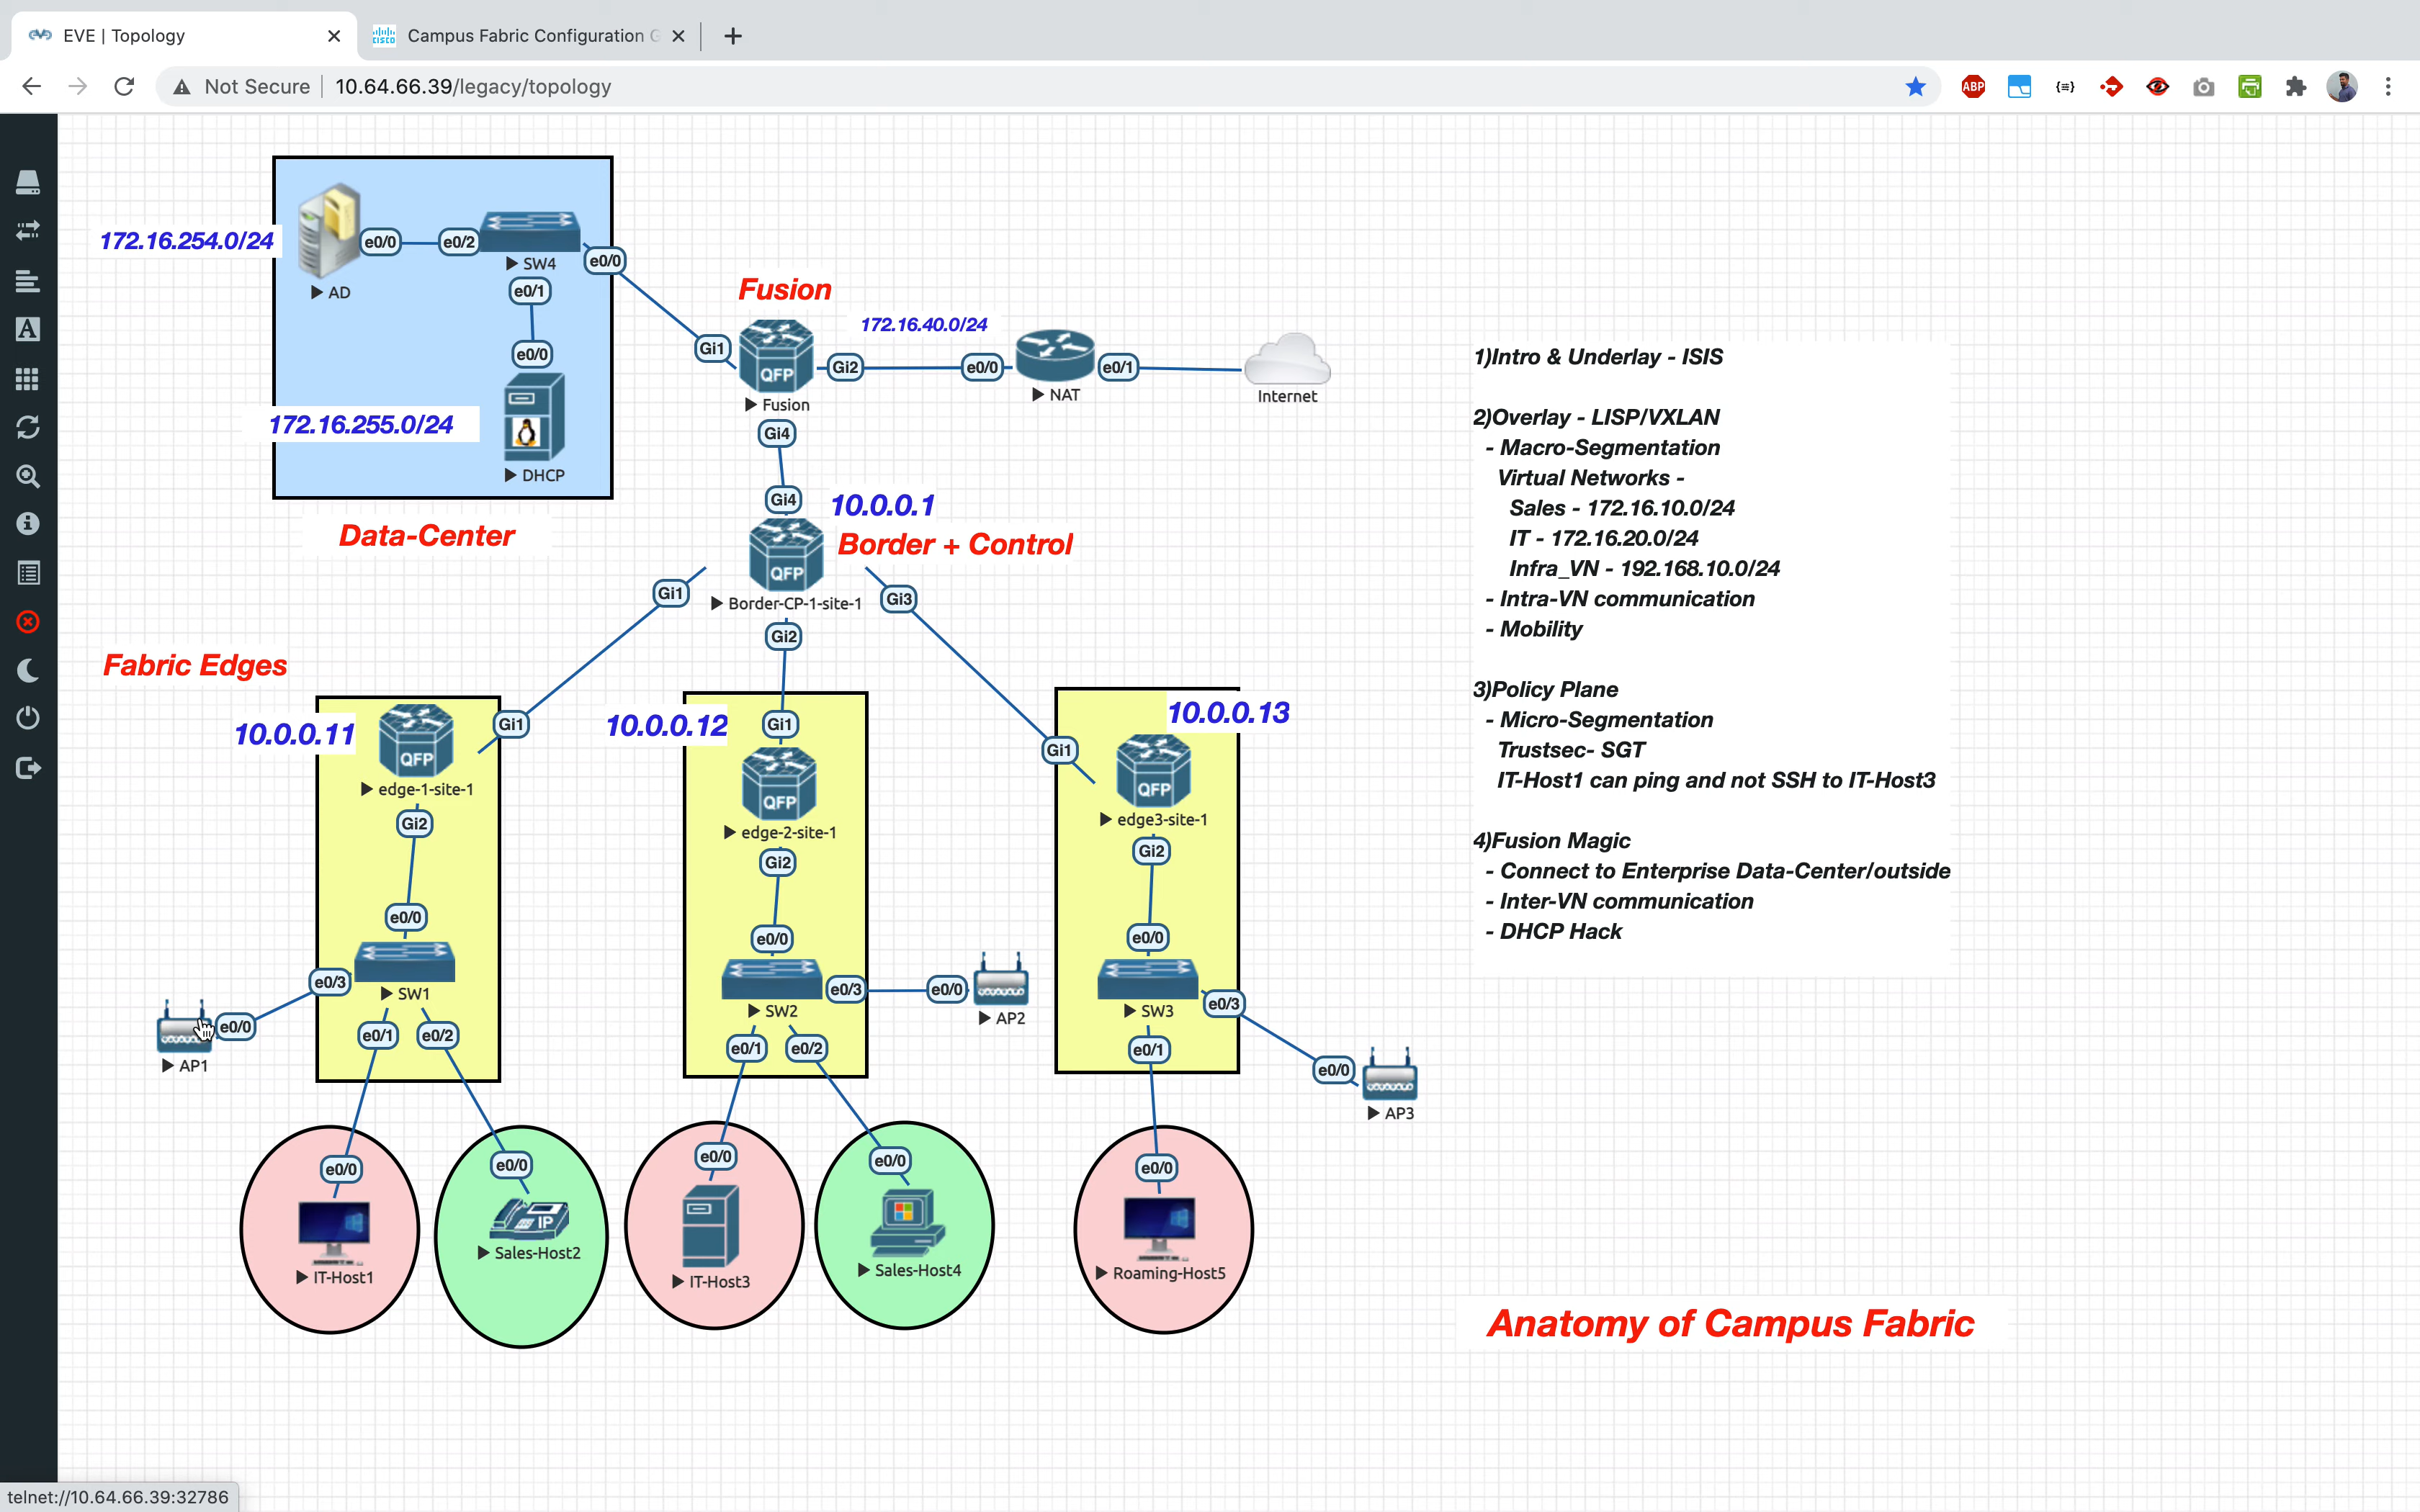 EVE | Topology
Campus Fabric Configuration G
Not Secure
10.64.66.39/legacy/topology
ABP
172.16.254.0/24
e0/0
e0/2
SW4
e0/0
AD
e0/1
Fusion
172.16.40.0/24
e0/0
Gi1
QFP
Gi2
e0/0
e0/1
Fusion
NAT
Internet
172.16.255.0/24
DHCP
Gi4
Data-Center
Gi4
10.0.0.1
Border + Control
QFP
Gi1
Border-CP-1-site-1
Gi3
Gi2
Fabric Edges
10.0.0.11
QFP
Gi1
edge-1-site-1
Gi2
e0/0
SW1
e0/3
e0/0
AP1
e0/1
e0/2
10.0.0.12
Gi1
QFP
edge-2-site-1
Gi2
e0/0
SW2
e0/3
e0/0
AP2
e0/1
e0/2
10.0.0.13
Gi1
QFP
edge3-site-1
Gi2
e0/0
SW3
e0/3
e0/0
AP3
e0/1
e0/0
IT-Host1
e0/0
IP
Sales-Host2
e0/0
IT-Host3
e0/0
Sales-Host4
e0/0
Roaming-Host5
1)Intro & Underlay - ISIS
2)Overlay - LISP/VXLAN
- Macro-Segmentation
Virtual Networks -
Sales - 172.16.10.0/24
IT - 172.16.20.0/24
Infra_VN - 192.168.10.0/24
- Intra-VN communication
- Mobility
3)Policy Plane
- Micro-Segmentation
Trustsec- SGT
IT-Host1 can ping and not SSH to IT-Host3
4)Fusion Magic
- Connect to Enterprise Data-Center/outside
- Inter-VN communication
- DHCP Hack
Anatomy of Campus Fabric
telnet://10.64.66.39:32786